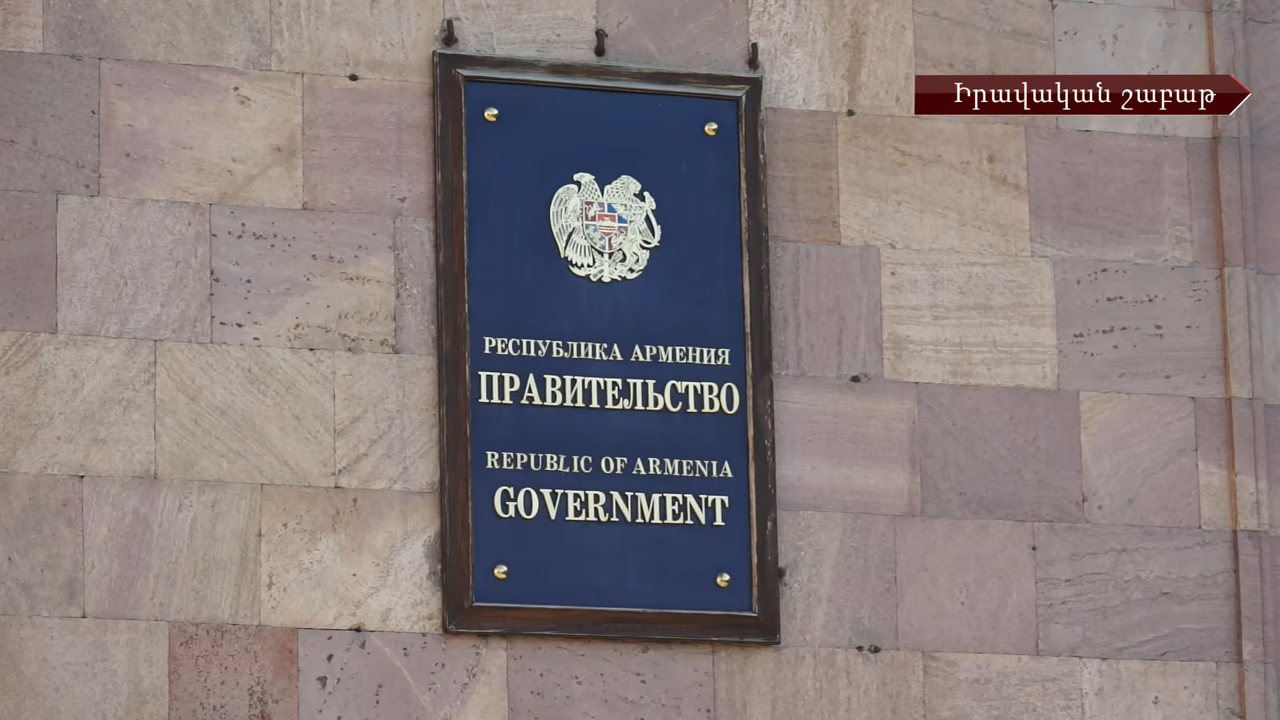 Իրավական շաբաթ
РЕСПУБЛИКА АРМЕНИЯ
ПРАВИТЕЛЬСТВО
REPUBLIC OF ARMENIA
GOVERNMENT